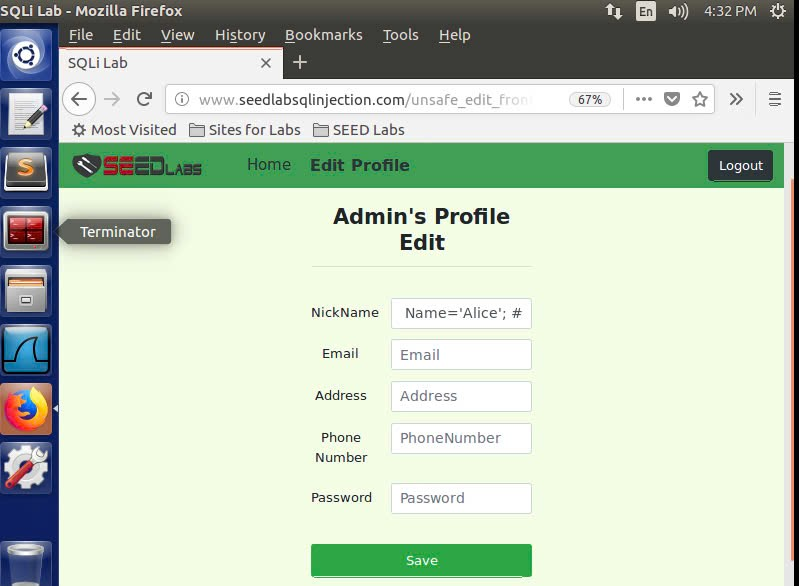 SQLi Lab - Mozilla Firefox
En
4:32 PM
File Edit View History Bookmarks Tools Help
SQLi Lab
www.seedlabsqlinjection.com/unsafe_edit_fron
67%
Most Visited Sites for Labs SEED Labs
SEEDLABS Home Edit Profile Logout
Admin's Profile
Edit
Terminator
NickName Name='Alice'; #
Email Email
Address Address
Phone
Number
PhoneNumber
Password Password
Save